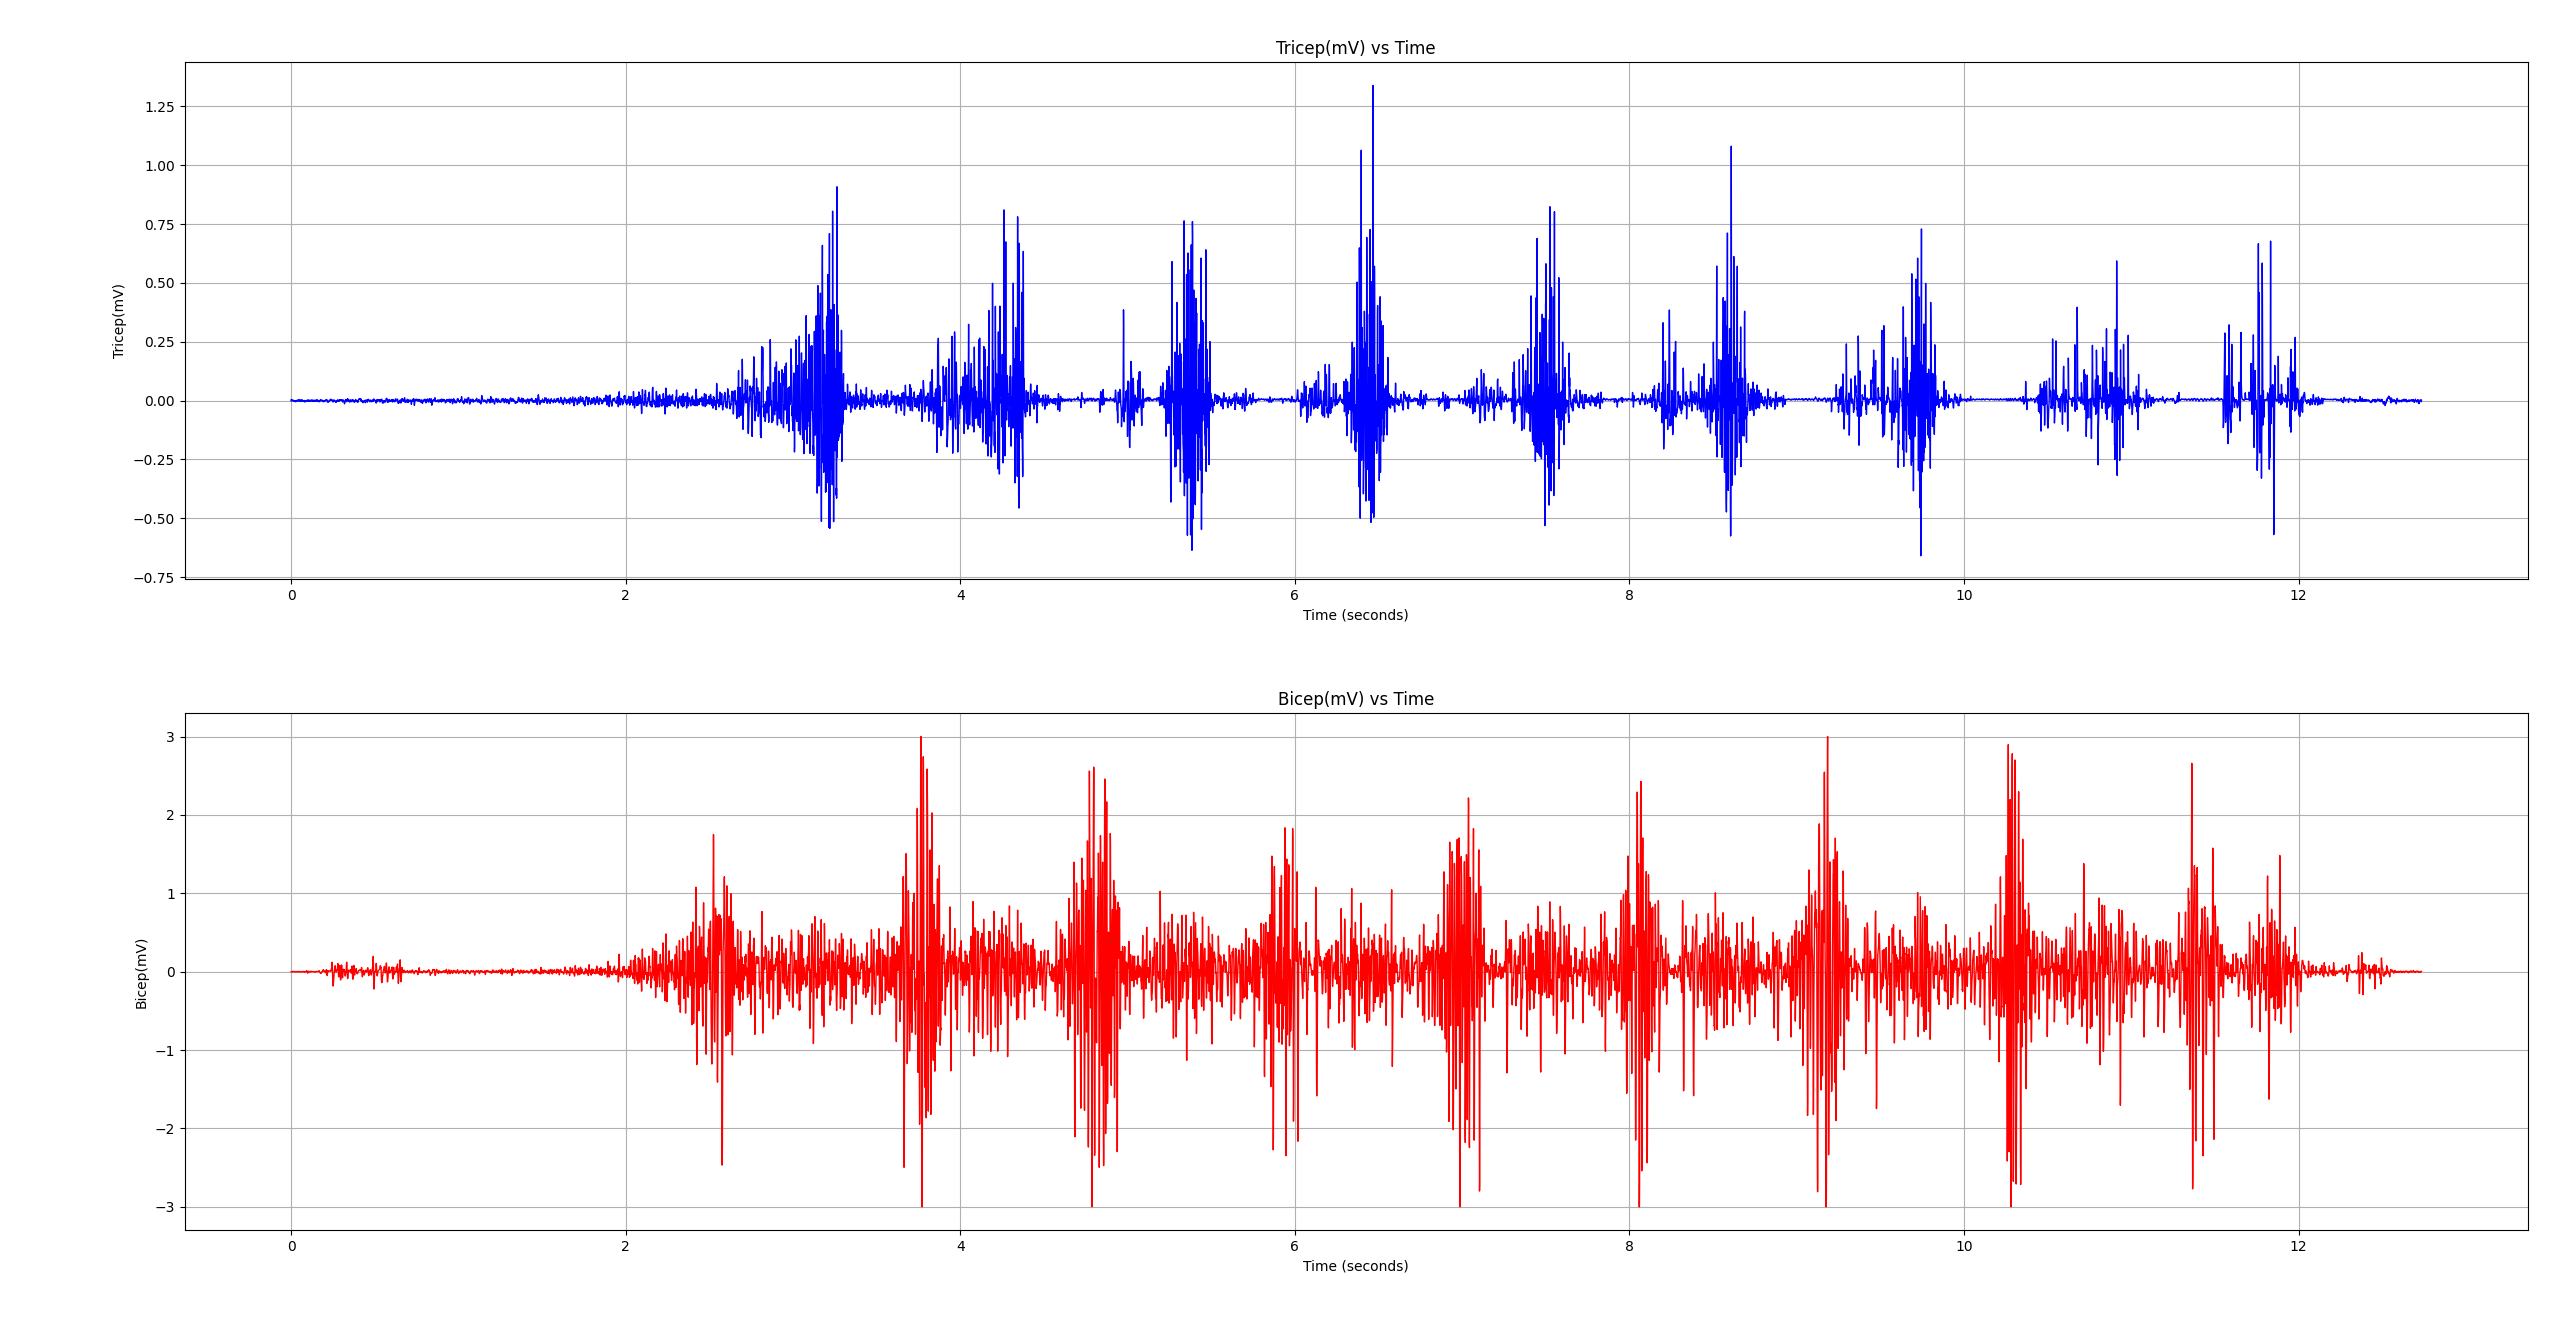 Tricep(mV) vs Time
Tricep(mV)
1.25
1.00
0.75
0.50
0.25
0.00
−0.25
−0.50
−0.75
0 2 4 6 8 10 12
Time (seconds)
Bicep(mV) vs Time
Bicep(mV)
3
2
1
0
−1
−2
−3
0 2 4 6 8 10 12
Time (seconds)